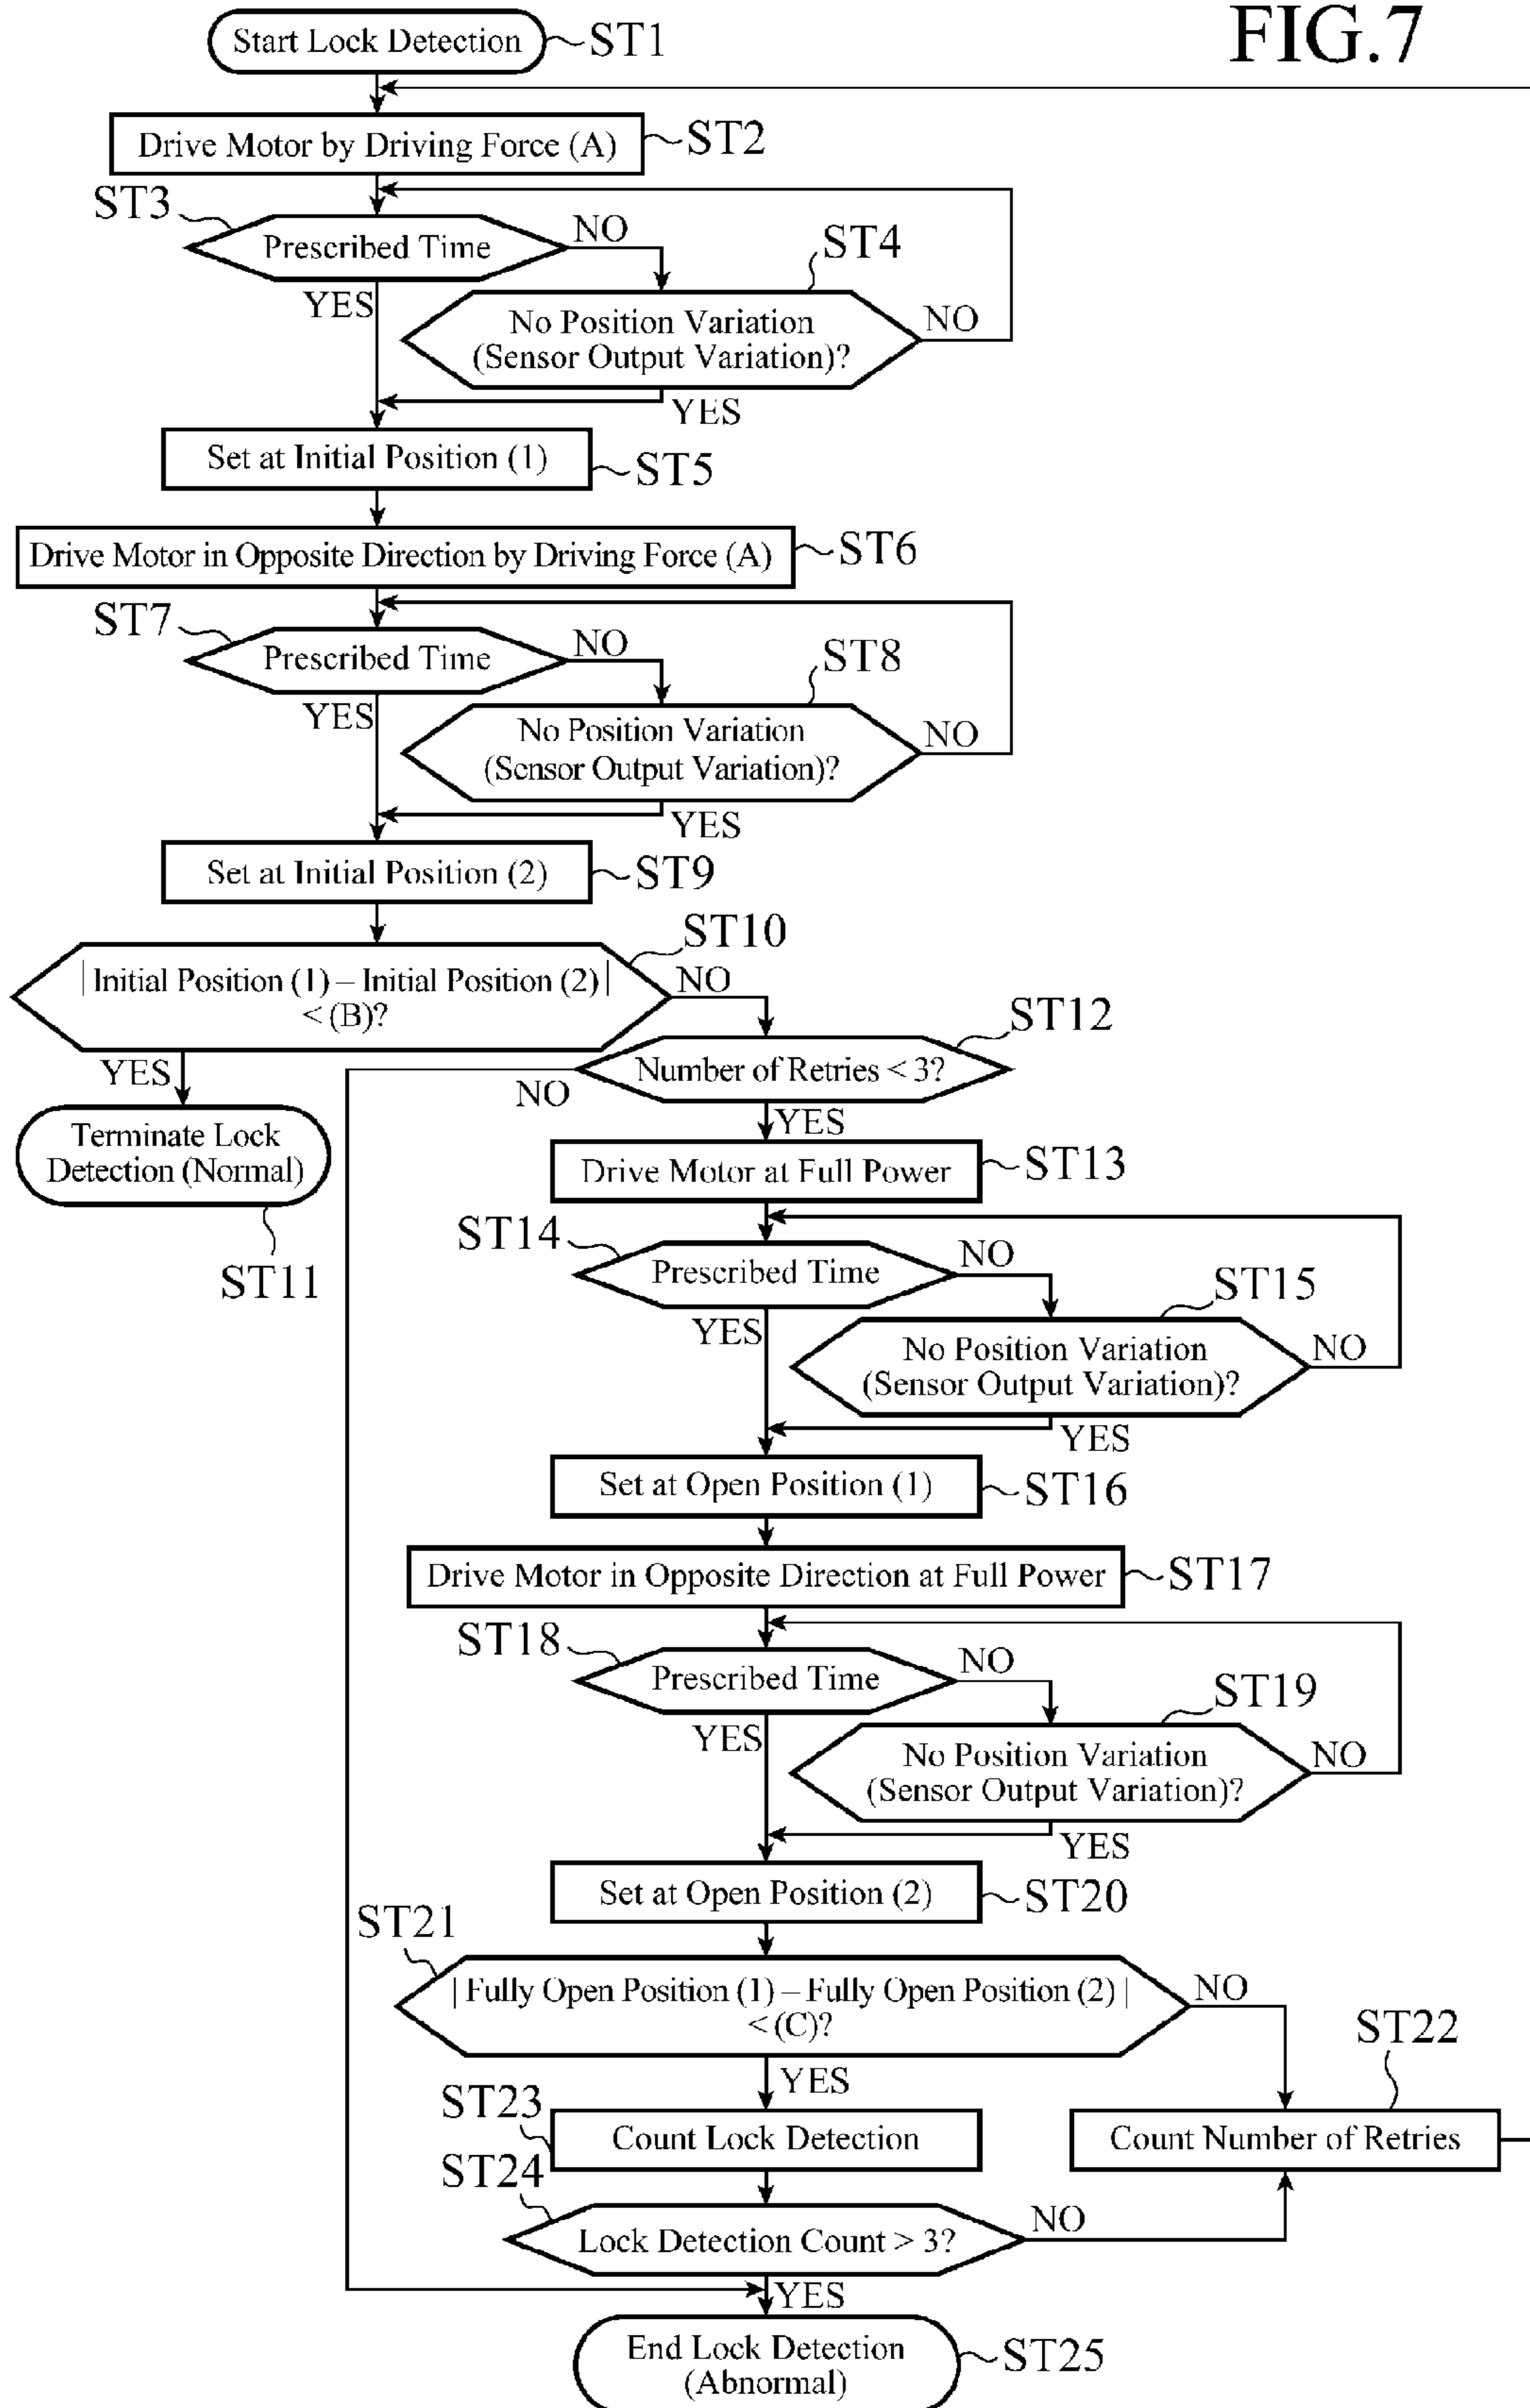 FIG.7
Start Lock Detection
ST1
Drive Motor by Driving Force (A)
ST2
ST3
Prescribed Time
NO
YES
ST4
No Position Variation
(Sensor Output Variation)?
NO
YES
Set at Initial Position (1)
ST5
Drive Motor in Opposite Direction by Driving Force (A)
ST6
ST7
Prescribed Time
NO
YES
ST8
No Position Variation
(Sensor Output Variation)?
NO
YES
Set at Initial Position (2)
ST9
ST10
| Initial Position (1) – Initial Position (2) |
< (B)?
NO
YES
Terminate Lock
Detection (Normal)
ST11
ST12
Number of Retries < 3?
NO
YES
Drive Motor at Full Power
ST13
ST14
Prescribed Time
NO
YES
ST15
No Position Variation
(Sensor Output Variation)?
NO
YES
Set at Open Position (1)
ST16
Drive Motor in Opposite Direction at Full Power
ST17
ST18
Prescribed Time
NO
YES
ST19
No Position Variation
(Sensor Output Variation)?
NO
YES
Set at Open Position (2)
ST20
ST21
| Fully Open Position (1) – Fully Open Position (2) |
< (C)?
NO
YES
ST22
Count Number of Retries
ST23
Count Lock Detection
ST24
Lock Detection Count > 3?
NO
YES
End Lock Detection
(Abnormal)
ST25